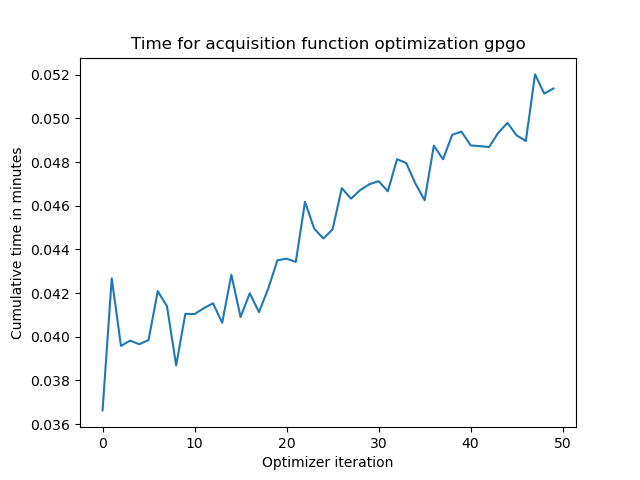 Time for acquisition function optimization gpgo
0.052
0.050
0.048
0.046
0.044
0.042
0.040
0.038
0.036
Cumulative time in minutes
0 10 20 30 40 50
Optimizer iteration